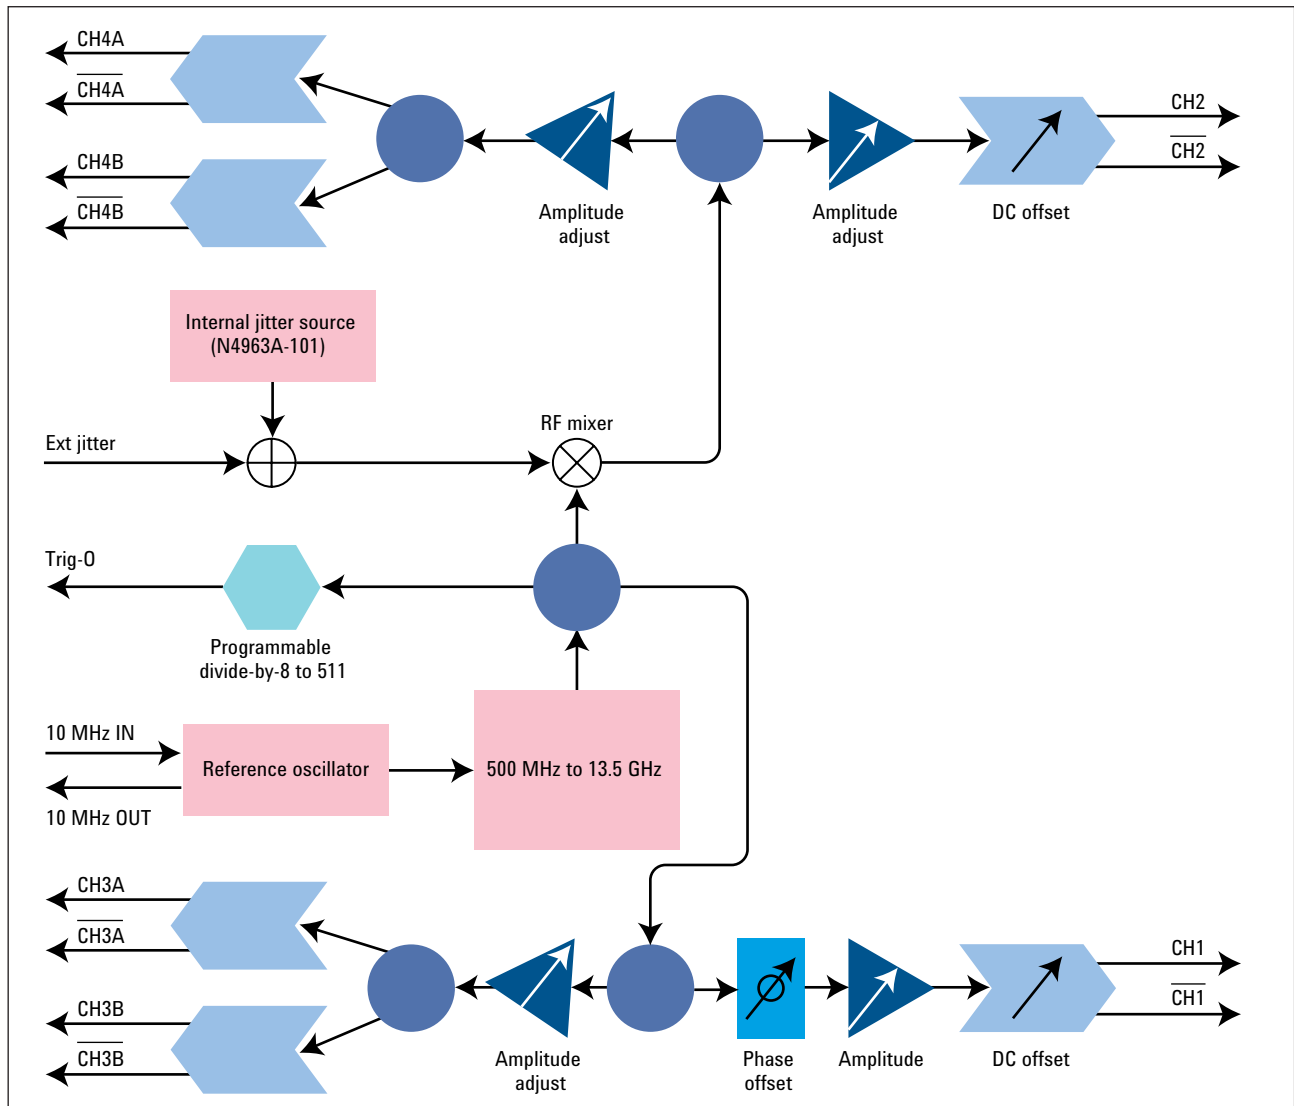 CH4A
CH4A
CH4B
CH4B
CH2
CH2
Amplitude
adjust
Amplitude
adjust
DC offset
Internal jitter source
(N4963A-101)
RF mixer
Ext jitter
Trig-O
Programmable
divide-by-8 to 511
10 MHz IN
Reference oscillator
500 MHz to 13.5 GHz
10 MHz OUT
CH3A
CH3A
CH3B
CH3B
CH1
CH1
Amplitude
adjust
Phase
offset
Amplitude
DC offset